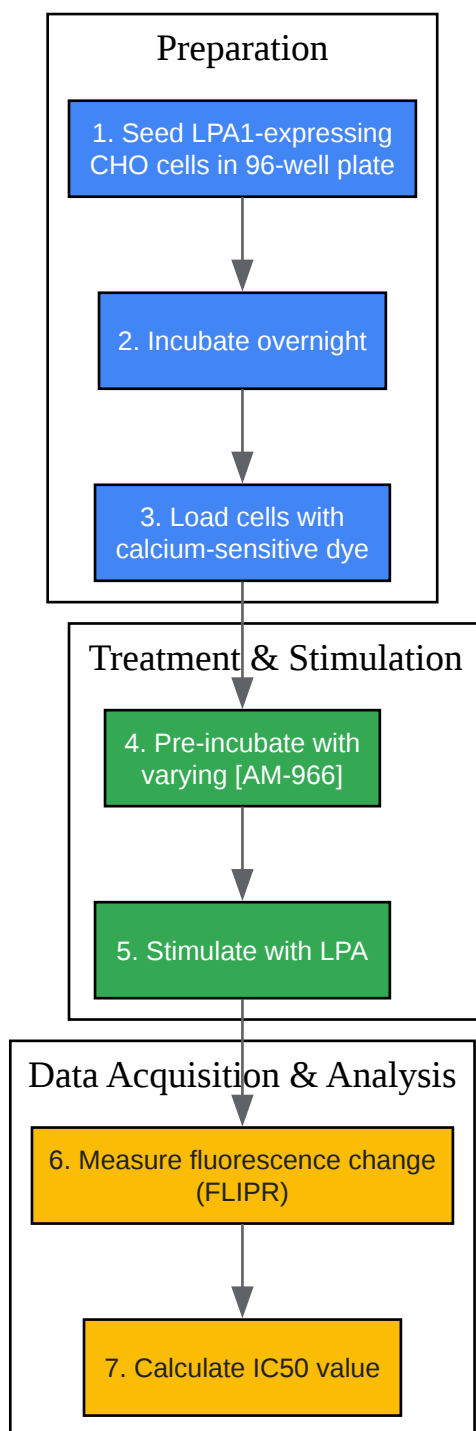 Preparation
1. Seed LPA1-expressing
CHO cells in 96-well plate
2. Incubate overnight
3. Load cells with
calcium-sensitive dye
Treatment & Stimulation
4. Pre-incubate with
varying [AM-966]
5. Stimulate with LPA
Data Acquisition & Analysis
6. Measure fluorescence change
(FLIPR)
7. Calculate IC50 value